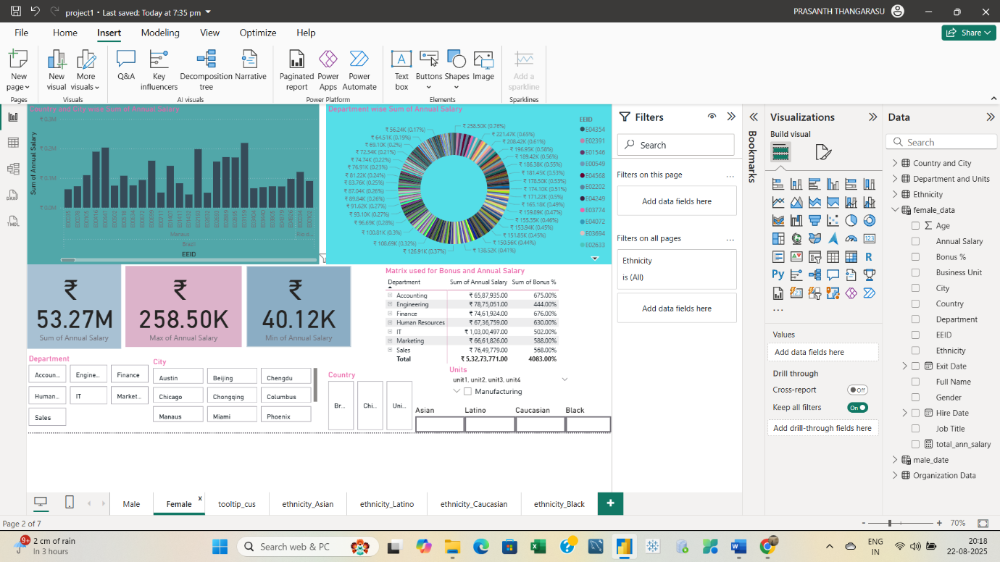 project1 • Last saved: Today at 7:35 pm
PRASANTH THANGARASU
File Home Insert Modeling View Optimize Help
Share
New page
New visual
More visuals
Q&A
Key influencers
Decomposition tree
Narrative
Paginated report
Power Apps
Power Automate
Text box
Buttons
Shapes
Image
Add a sparkline
Pages
Visuals
AI visuals
Power Platform
Elements
Sparklines
Country and City wise Sum of Annual Salary
Sum of Annual Salary
₹ 0.3M
₹ 0.2M
₹ 0.1M
₹ 0.0M
Manaus
Rio d...
Brazil
EEID
Department wise Sum of Annual Salary
₹ 56.24K (0.17%)
₹ 64.51K (0.19%)
₹ 69.10K (0.2%)
₹ 72.34K (0.21%)
₹ 74.74K (0.22%)
₹ 76.91K (0.23%)
₹ 81.22K (0.24%)
₹ 83.76K (0.25%)
₹ 87.04K (0.26%)
₹ 89.84K (0.26%)
₹ 91.62K (0.27%)
₹ 93.10K (0.27%)
₹ 96.69K (0.28%)
₹ 100.81K (0.3%)
₹ 108.69K (0.32%)
₹ 126.91K (0.37%)
₹ 258.50K (0.76%)
₹ 221.47K (0.65%)
₹ 208.42K (0.61%)
₹ 196.95K (0.58%)
₹ 189.42K (0.56%)
₹ 186.38K (0.55%)
₹ 181.45K (0.53%)
₹ 178.50K (0.53%)
₹ 174.10K (0.51%)
₹ 171.22K (0.5%)
₹ 165.18K (0.49%)
₹ 159.89K (0.47%)
₹ 155.35K (0.46%)
₹ 153.94K (0.45%)
₹ 151.85K (0.45%)
₹ 150.56K (0.44%)
₹ 138.52K (0.41%)
EEID
E04354
E02391
E01546
E00549
E04568
E02202
E04249
E03774
E04072
E03694
E02633
₹
53.27M
Sum of Annual Salary
₹
258.50K
Max of Annual Salary
₹
40.12K
Min of Annual Salary
Matrix used for Bonus and Annual Salary
Department Sum of Annual Salary Sum of Bonus %
Accounting ₹ 65,87,935.00 675.00%
Engineering ₹ 78,75,051.00 444.00%
Finance ₹ 74,61,924.00 676.00%
Human Resources ₹ 67,36,759.00 630.00%
IT ₹ 1,03,00,497.00 502.00%
Marketing ₹ 66,61,826.00 588.00%
Sales ₹ 76,49,779.00 568.00%
Total ₹ 5,32,73,771.00 4083.00%
Department
Accoun... Engine... Finance
Human... IT Market...
Sales
City
Austin Beijing Chengdu
Chicago Chongqing Columbus
Manaus Miami Phoenix
Country
Br... Chi... Uni...
Units
unit1, unit2, unit3, unit4
Manufacturing
Asian Latino Caucasian Black
Filters
Search
Filters on this page ...
Add data fields here
Filters on all pages ...
Ethnicity
is (All)
Add data fields here
Bookmarks
Visualizations
Build visual
R
Py
123
...
Values
Add data fields here
Drill through
Cross-report Off
Keep all filters On
Add drill-through fields here
Data
Search
Country and City
Department and Units
Ethnicity
female_data
Age
Annual Salary
Bonus %
Business Unit
City
Country
Department
EEID
Ethnicity
Exit Date
Full Name
Gender
Hire Date
Job Title
total_ann_salary
male_date
Organization Data
DAX
TMDL
Male Female x tooltip_cus ethnicity_Asian ethnicity_Latino ethnicity_Caucasian ethnicity_Black +
Page 2 of 7
- + 70%
9+
2 cm of rain
In 3 hours
Search web & PC
ENG
IN
20:18
22-08-2025